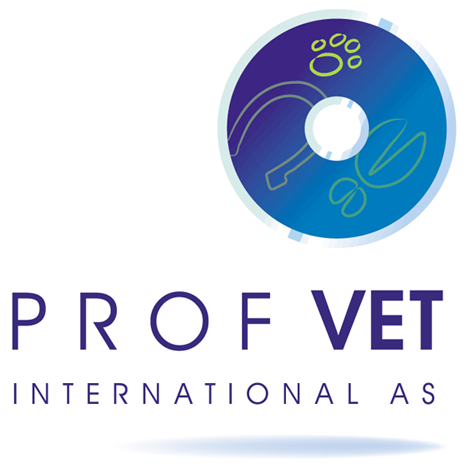 PROF VET
INTERNATIONAL AS